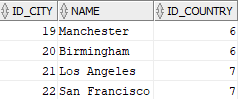 ID_CITY NAME ID_COUNTRY
19 Manchester 6
20 Birmingham 6
21 Los Angeles 7
22 San Francisco 7